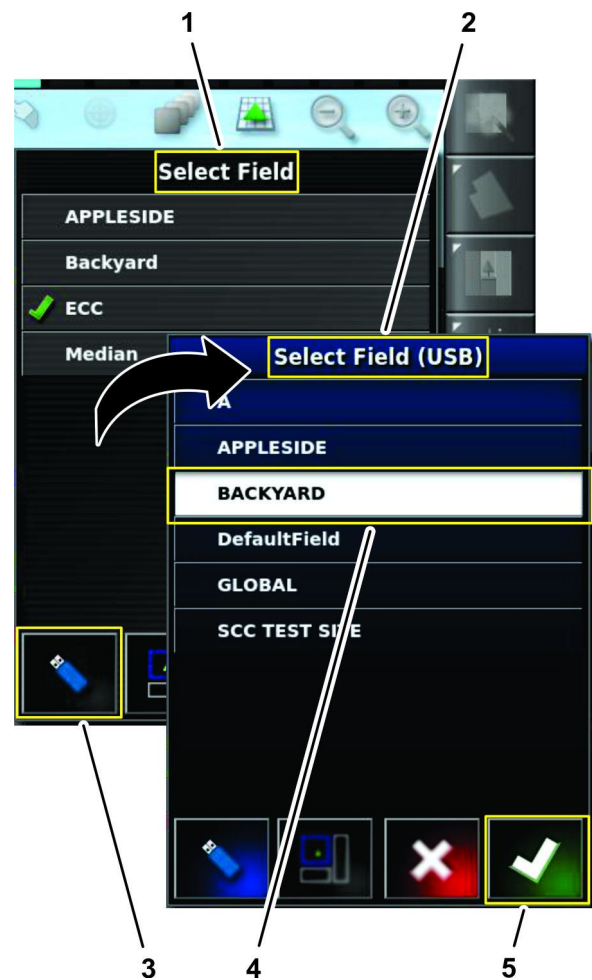 1
2
Select Field
APPLESIDE
Backyard
ECC
Median
Select Field (USB)
A
APPLESIDE
BACKYARD
DefaultField
GLOBAL
SCC TEST SITE
3
4
5